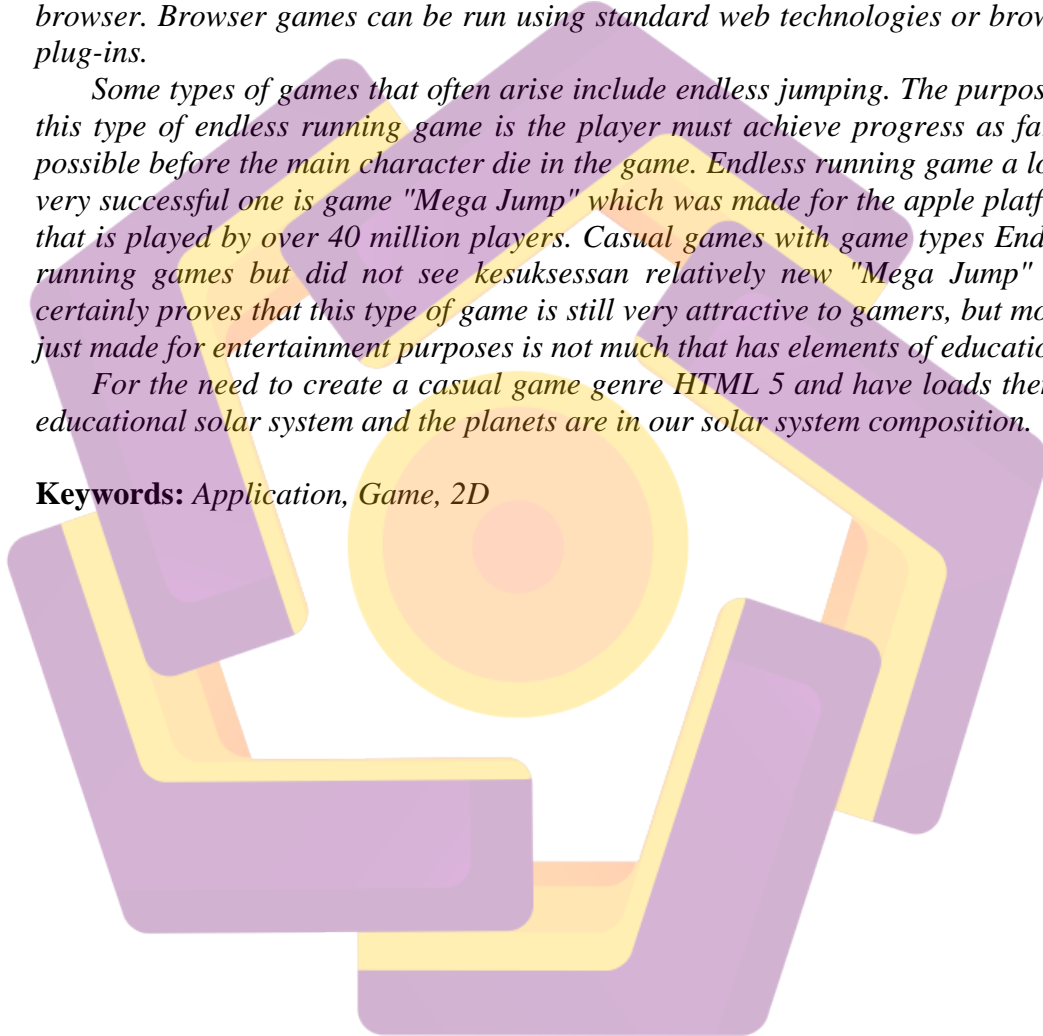 browser. Browser games can be run using standard web technologies or brow
plug-ins.
Some types of games that often arise include endless jumping. The purpos
this type of endless running game is the player must achieve progress as fa
possible before the main character die in the game. Endless running game a lo
very successful one is game "Mega Jump" which was made for the apple platf
that is played by over 40 million players. Casual games with game types End
running games but did not see kesuksessan relatively new "Mega Jump"
certainly proves that this type of game is still very attractive to gamers, but mo
just made for entertainment purposes is not much that has elements of educatio
For the need to create a casual game genre HTML 5 and have loads ther
educational solar system and the planets are in our solar system composition.
Keywords: Application, Game, 2D